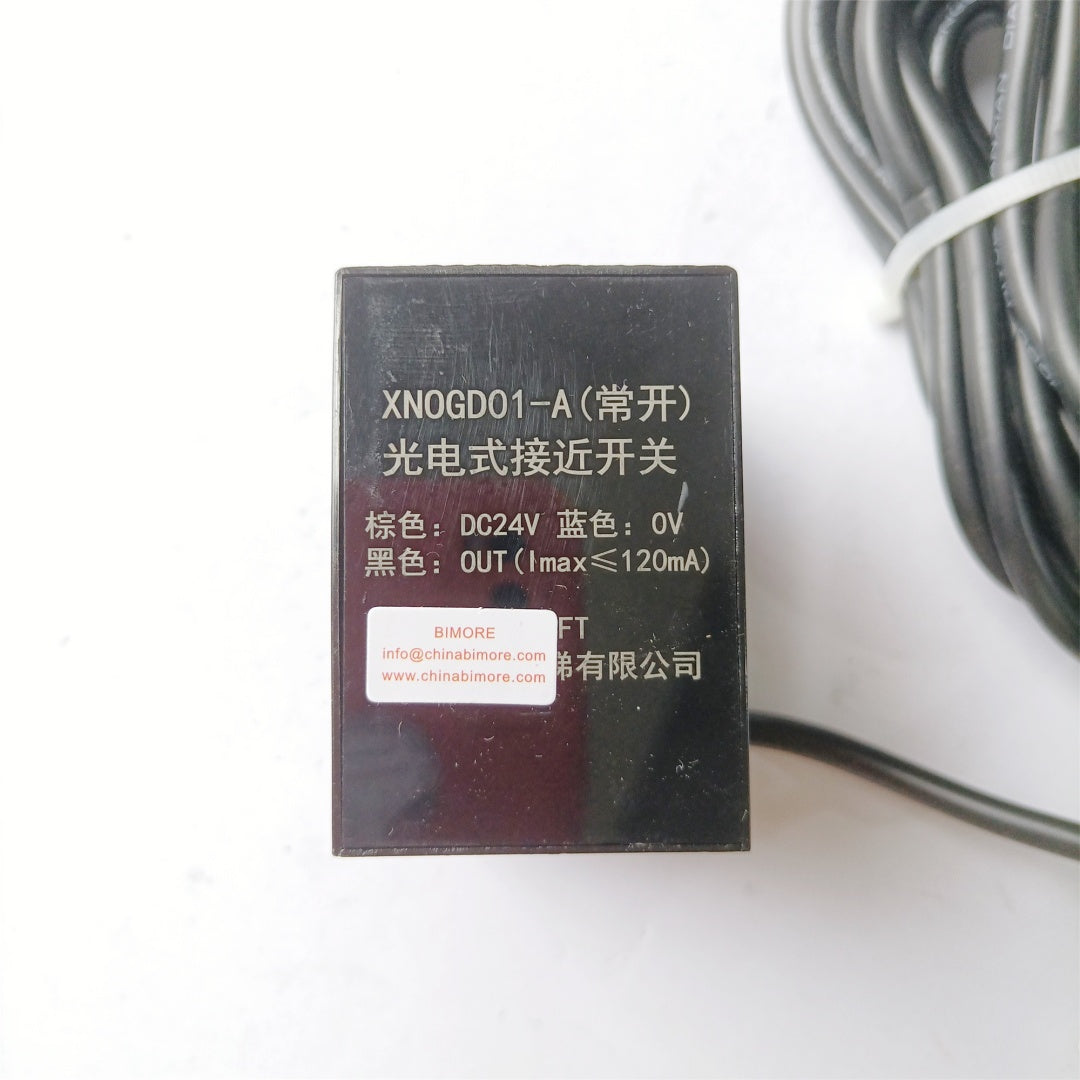 XNOGD01-A(常开)
光电式接近开关
棕色: DC24V 蓝色: 0V
黑色: OUT(Imax≤120mA)
FT
梯有限公司
BIMORE
info@chinabimore.com
www.chinabimore.com